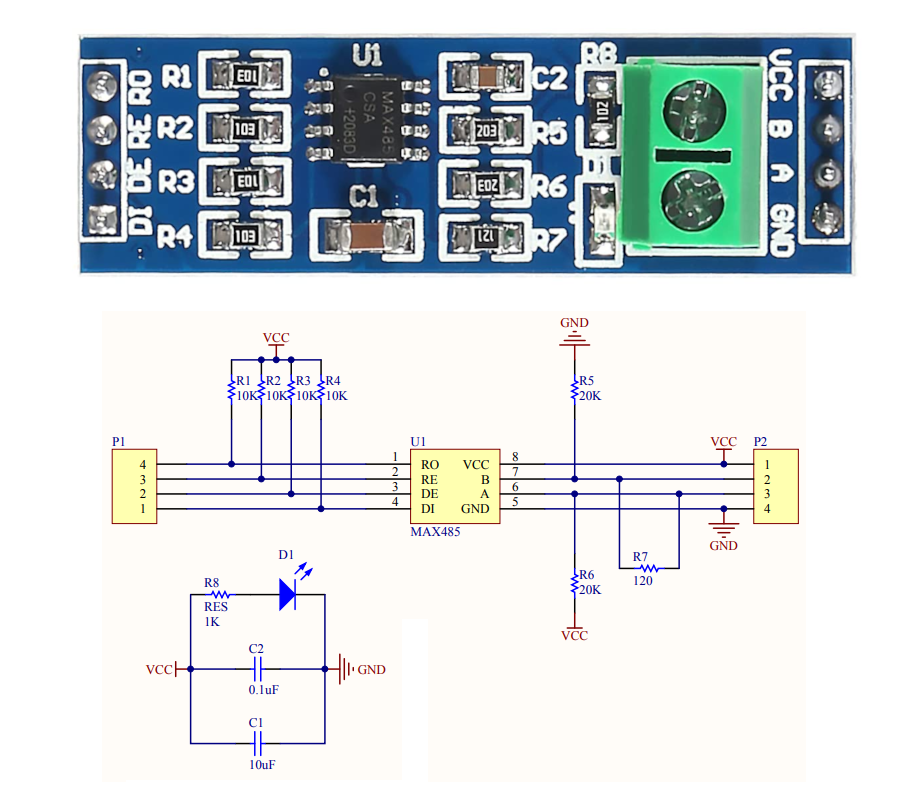 U1
R1
R2
R3
R4
RO
RE
DE
DI
103
103
103
103
MAX485
CSA
+2083D
C1
C2
R5
R6
R7
203
203
121
R8
102
VCC
B
A
GND
VCC
R1
10K
R2
10K
R3
10K
R4
10K
GND
R5
20K
P1
4
3
2
1
1
2
3
4
U1
RO
RE
DE
DI
VCC
B
A
GND
MAX485
8
7
6
5
VCC
P2
1
2
3
4
GND
R7
120
R6
20K
VCC
D1
R8
RES
1K
C2
0.1uF
VCC
GND
C1
10uF